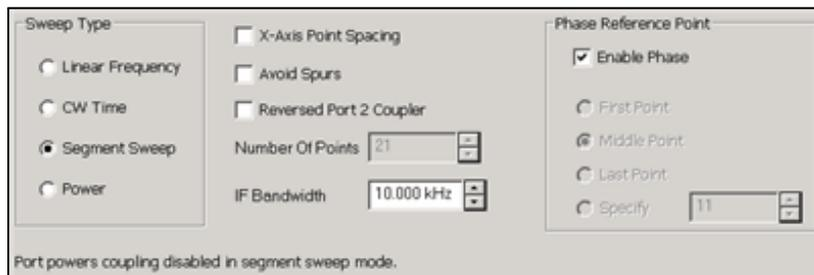 Sweep Type
Linear Frequency
CW Time
Segment Sweep
Power
X-Axis Point Spacing
Avoid Spurs
Reversed Port 2 Coupler
Number Of Points 21
IF Bandwidth 10.000 kHz
Phase Reference Point
Enable Phase
First Point
Middle Point
Last Point
Specify 11
Port powers coupling disabled in segment sweep mode.